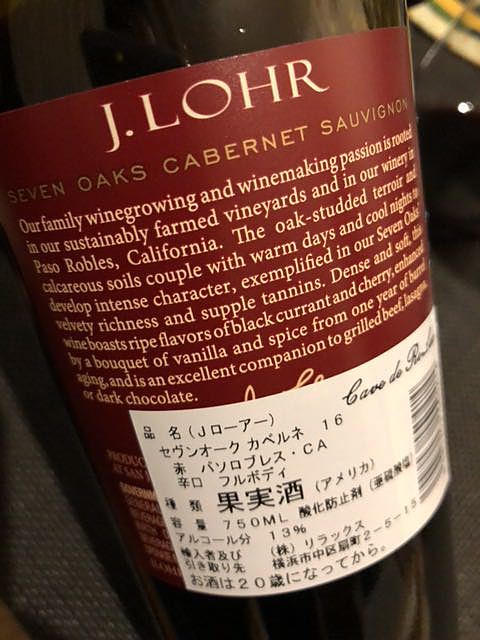 J.LOHR
SEVEN OAKS CABERNET SAUVIGNON
Our family winegrowing and winemaking passion is rooted
in our sustainably farmed vineyards and in our winery in
Paso Robles, California. The oak-studded terroir and
calcareous soils couple with warm days and cool nights to
develop intense character, exemplified in our Seven Oaks
velvety richness and supple tannins. Dense and soft, this
wine boasts ripe flavors of black currant and cherry, enhanced
by a bouquet of vanilla and spice from one year of barrel
aging, and is an excellent companion to grilled beef, lasagna,
or dark chocolate.
Cave de
品 名 (Jローアー)
セヴンオーク カベルネ 16
赤 パソロブレス・CA
辛口 フルボディ
種 類 果実酒 (アメリカ)
容 量 750ML 酸化防止剤
アルコール分 13%
輸入者及び (株) リラックス
引き取り先 横浜市中区扇町2-5-15
お酒は20歳になってから。
PRODU
AT SAN
GOVERNM